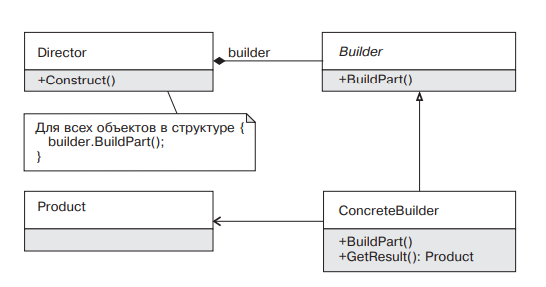 Director
+Construct()
builder
Builder
+BuildPart()
Для всех объектов в структуре {
builder.BuildPart();
}
Product
ConcreteBuilder
+BuildPart()
+GetResult(): Product